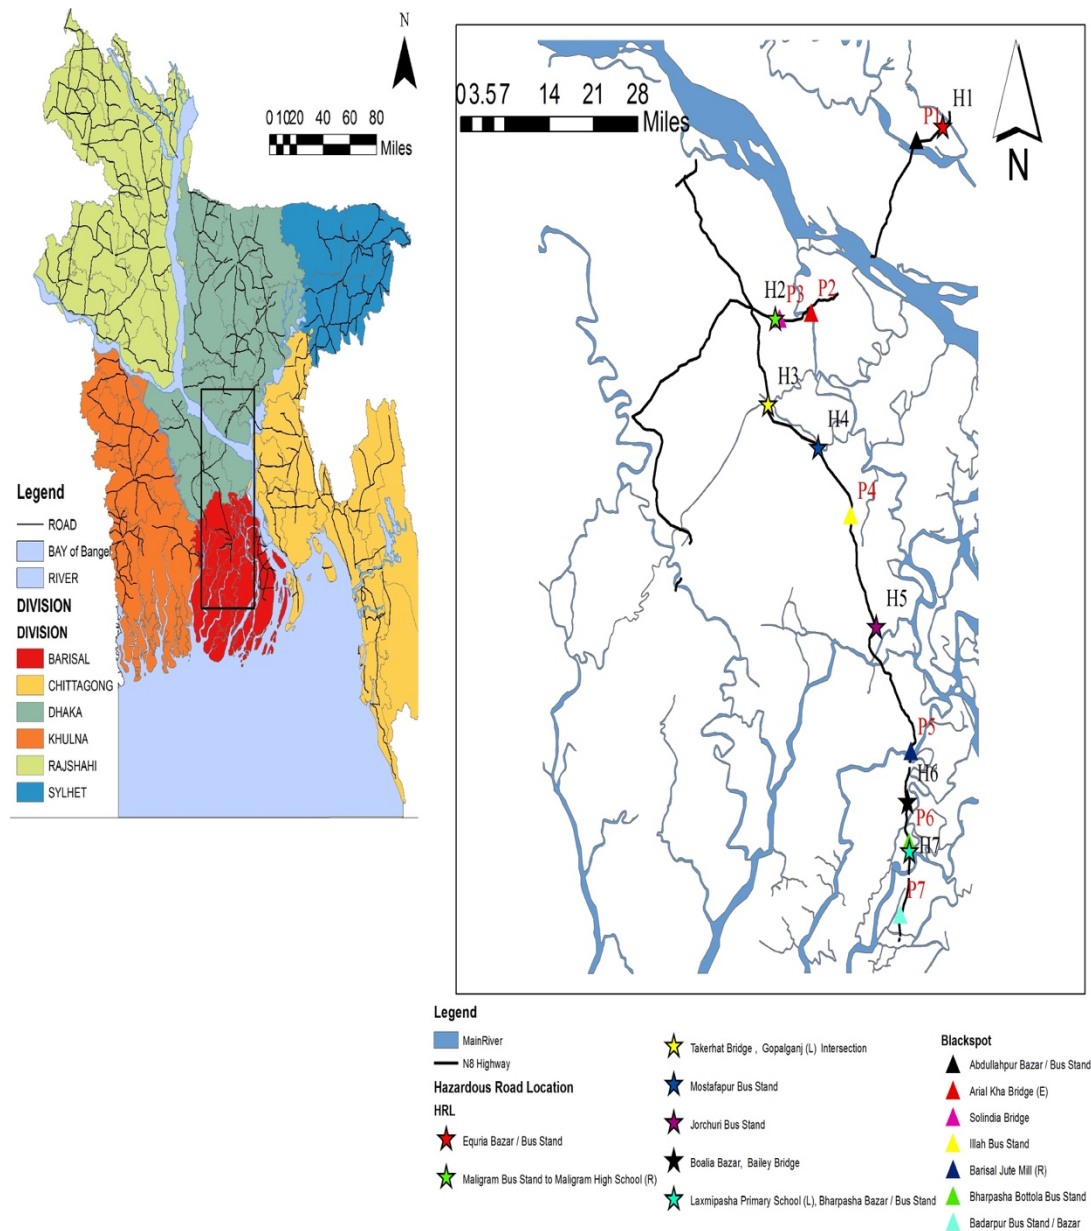 N
0 10 20 40 60 80
Miles
Legend
ROAD
BAY of Bangel
RIVER
DIVISION
DIVISION
BARISAL
CHITTAGONG
DHAKA
KHULNA
RAJSHAHI
SYLHET
0 3.5 7 14 21 28
Miles
N
P1 H1
H2 P3 P2
H3
H4
P4
H5
P5
H6
P6
H7
P7
Legend
MainRiver
N8 Highway
Hazardous Road Location
HRL
Equria Bazar / Bus Stand
Maligram Bus Stand to Maligram High School (R)
Takerhat Bridge , Gopalganj (L) Intersection
Mostafapur Bus Stand
Jorchuri Bus Stand
Boalia Bazar, Bailey Bridge
Laxmipasha Primary School (L), Bharpasha Bazar / Bus Stand
Blackspot
Abdullahpur Bazar / Bus Stand
Arial Kha Bridge (E)
Solindia Bridge
Illah Bus Stand
Barisal Jute Mill (R)
Bharpasha Bottola Bus Stand
Badarpur Bus Stand / Bazar